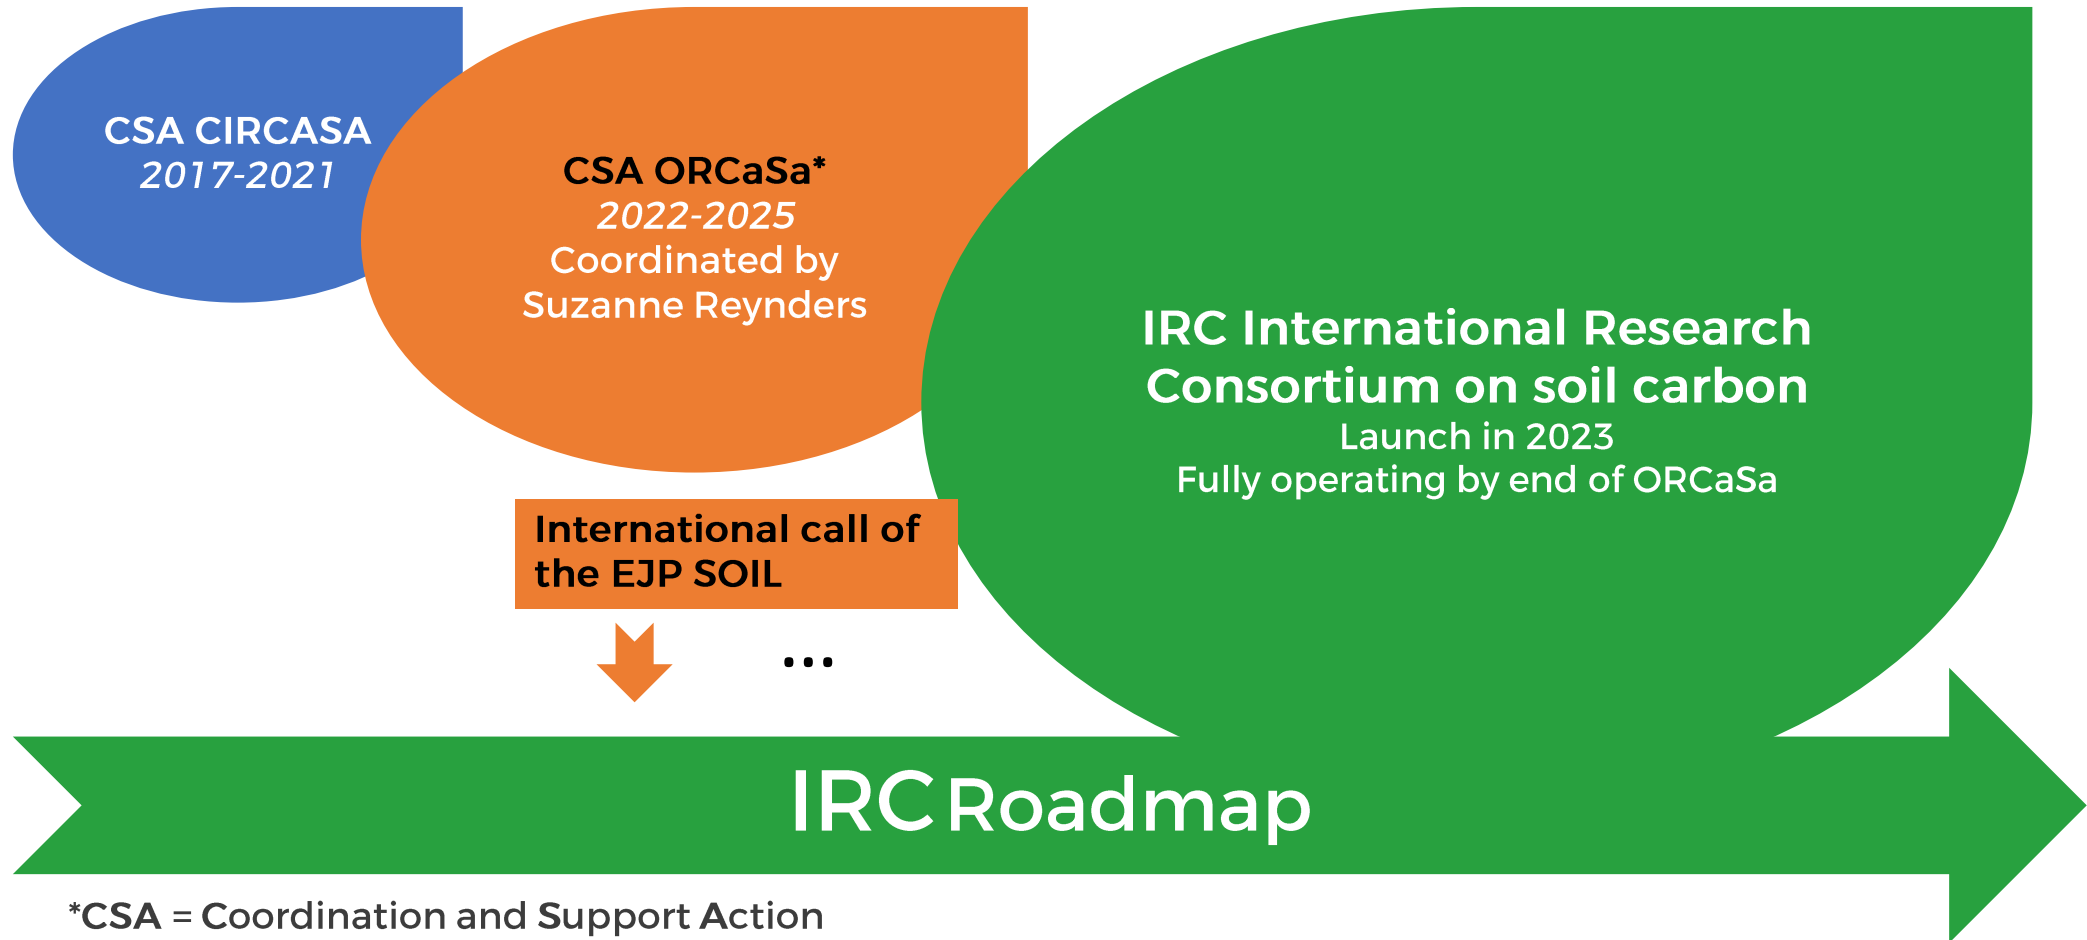 CSA CIRCASA
2017-2021
CSA ORCaSa*
2022-2025
Coordinated by
Suzanne Reynders
IRC International Research
Consortium on soil carbon
Launch in 2023
Fully operating by end of ORCaSa
International call of
the EJP SOIL
...
IRC Roadmap
*CSA = Coordination and Support Action